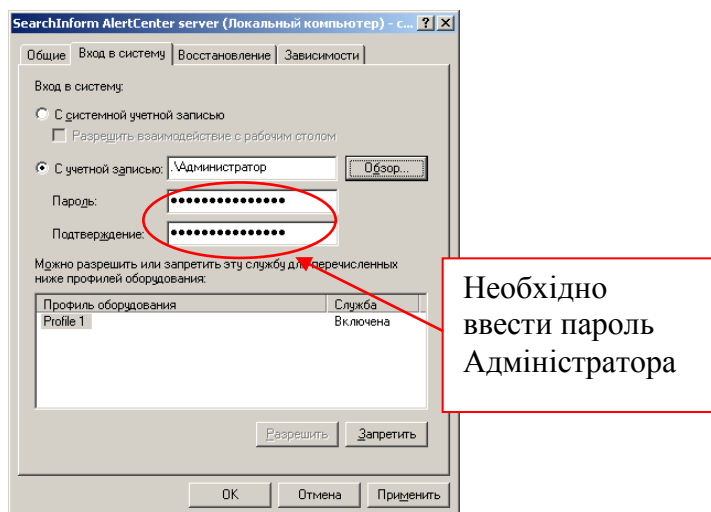 SearchInform AlertCenter server (Локальный компьютер) - с...
Общие Вход в систему Восстановление Зависимости
Вход в систему:
С системной учетной записью
Разрешить взаимодействие с рабочим столом
С учетной записью: .\Администратор Обзор...
Пароль: ●●●●●●●●●●●●●●●
Подтверждение: ●●●●●●●●●●●●●●●
Можно разрешить или запретить эту службу для перечисленных
ниже профилей оборудования:
Профиль оборудования Служба
Profile 1 Включена
Разрешить Запретить
OK Отмена Применить
Необхідно
ввести пароль
Адміністратора